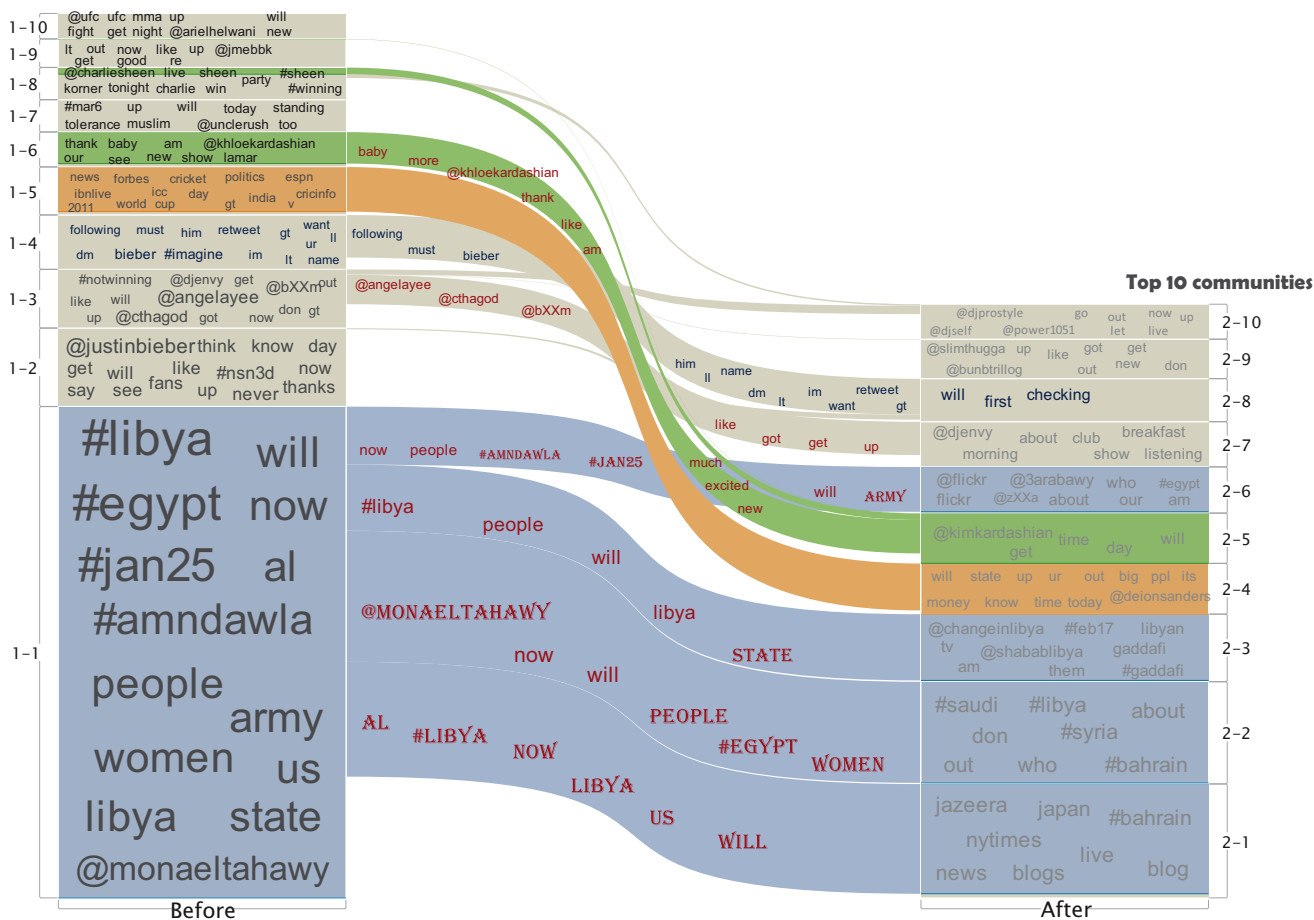 1-10
@ufc ufc mma up will
fight get night @arielhelwani new
1-9
lt out now like up @jmebbk
get good re
1-8
@charliesheen live sheen party #sheen
korner tonight charlie win #winning
1-7
#mar6 up will today standing
tolerance muslim @unclerush too
1-6
thank baby am @khloekardashian
our see new show lamar
1-5
news forbes cricket politics espn
ibnlive icc day india cricinfo
2011 world cup gt v
1-4
following must him retweet gt want
ur ll
dm bieber #imagine im lt name
1-3
#notwinning @djenvy get @bXXm put
like will @angelayee
up @cthagod got now don gt
1-2
@justinbieber think know day
get will like #nsn3d now
say see fans up never thanks
1-1
#libya will
#egypt now
#jan25 al
#amndawla
people
army
women us
libya state
@monaeltahawy
Before
baby more @khloekardashian
thank
like
am
much
excited
new
following must bieber
him ll name
dm lt im retweet
want gt
@angelayee @cthagod @bXXm
like got get up
now people #AMNDAWLA #JAN25
will ARMY
#libya people will
libya
STATE
@MONAELTAHAWY
now will
PEOPLE
#EGYPT
WOMEN
AL #LIBYA NOW
LIBYA
US
WILL
Top 10 communities
@djprostyle go out now up
@djself @power1051 let live
2-10
@slimthugga up like got get
@bunbtrillog out new don
2-9
will first checking
2-8
@djenvy about club breakfast
morning show listening
2-7
@flickr @3arabawy who #egypt
flickr @zXXa about our am
2-6
@kimkardashian time day will
get
2-5
will state up ur out big ppl its
money know time today @deionsanders
2-4
@changeinlibya #feb17 libyan
tv @shabablibya gaddafi
am them #gaddafi
2-3
#saudi #libya about
don #syria
out who #bahrain
2-2
jazeera japan #bahrain
nytimes live
news blogs blog
2-1
After